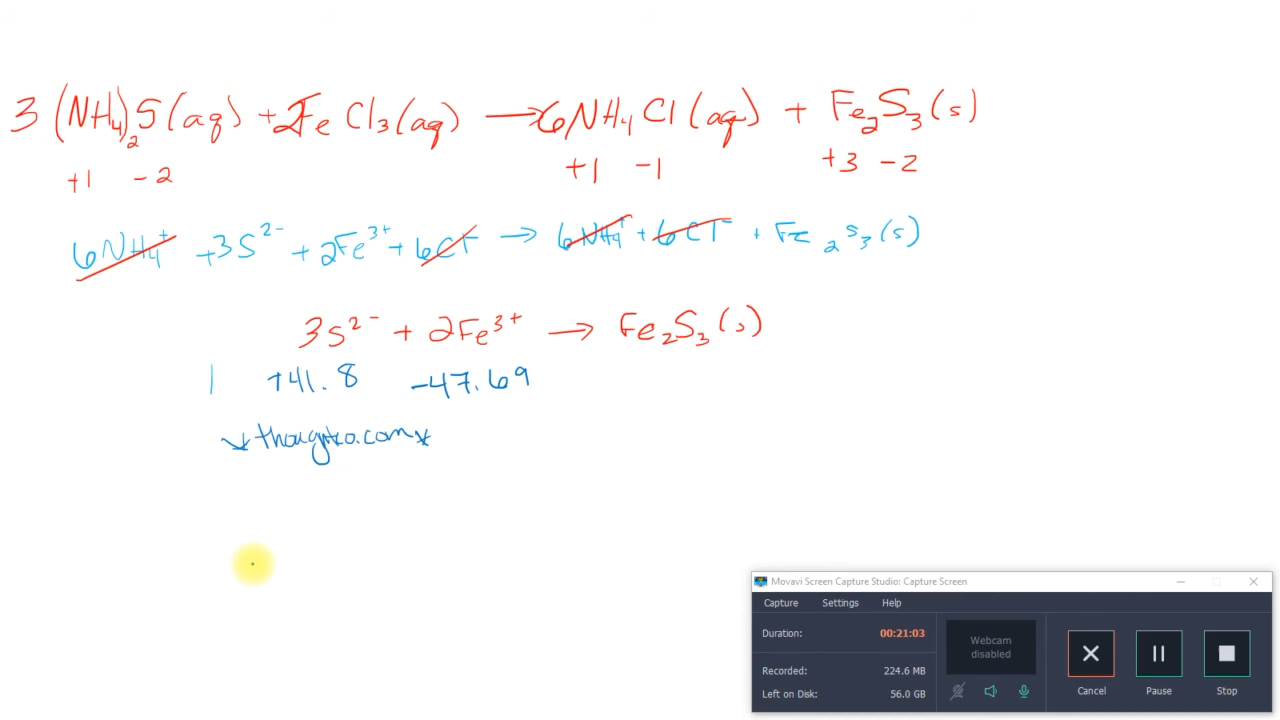 3 (NH₄)₂S(aq) + 2FeCl₃(aq) → 6NH₄Cl(aq) + Fe₂S₃(s)
+1 -2 +1 -1 +3 -2
6NH₄⁺ + 3S²⁻ + 2Fe³⁺ + 6Cl⁻ → 6NH₄⁺ + 6Cl⁻ + Fe₂S₃(s)
3S²⁻ + 2Fe³⁺ → Fe₂S₃(s)
+41.8 -47.69
Movavi Screen Capture Studio: Capture Screen
Capture Settings Help
Duration: 00:21:03
Webcam
disabled
Recorded: 224.6 MB
Left on Disk: 56.0 GB
Cancel Pause Stop